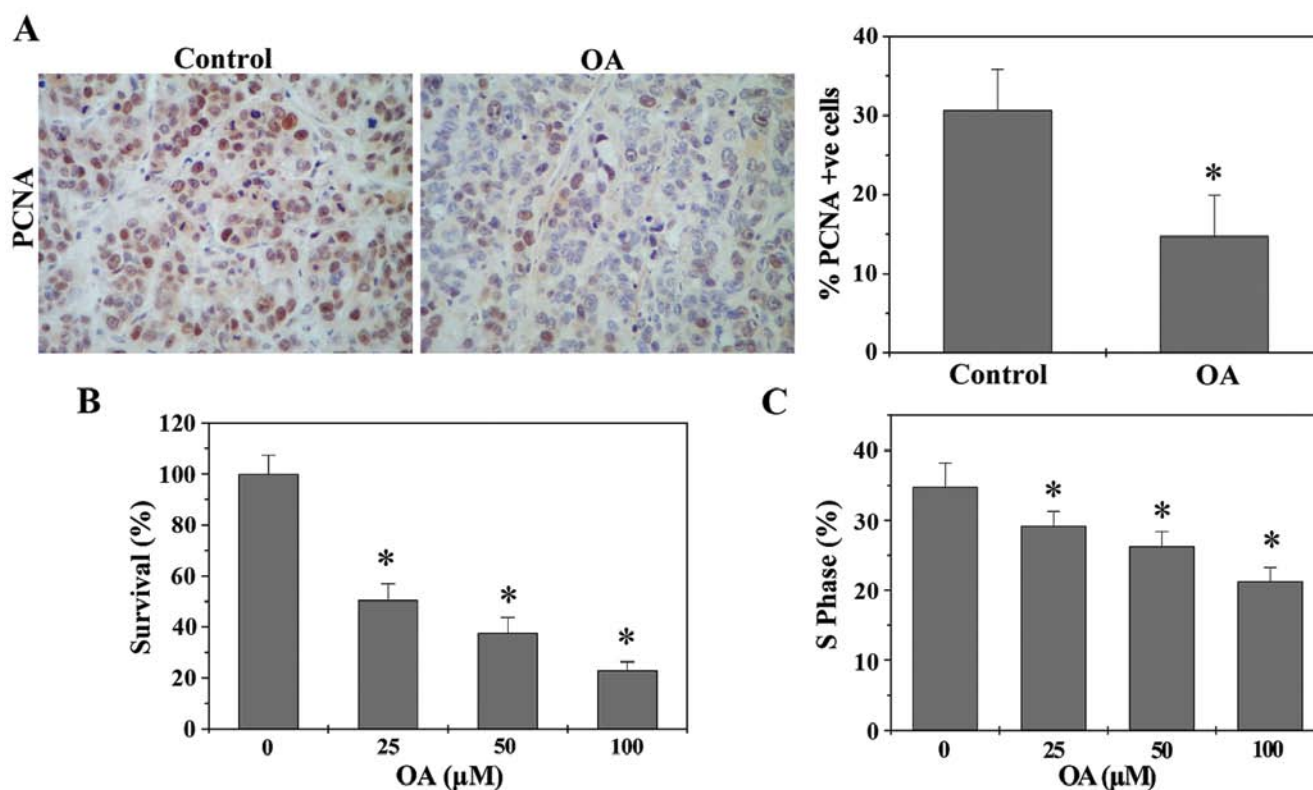 A
Control
OA
PCNA
% PCNA +ve cells
40
30
20
10
0
*
Control
OA
B
Survival (%)
120
100
80
60
40
20
0
*
*
*
0 25 50 100
OA (µM)
C
S Phase (%)
40
30
20
10
0
*
*
*
0 25 50 100
OA (µM)